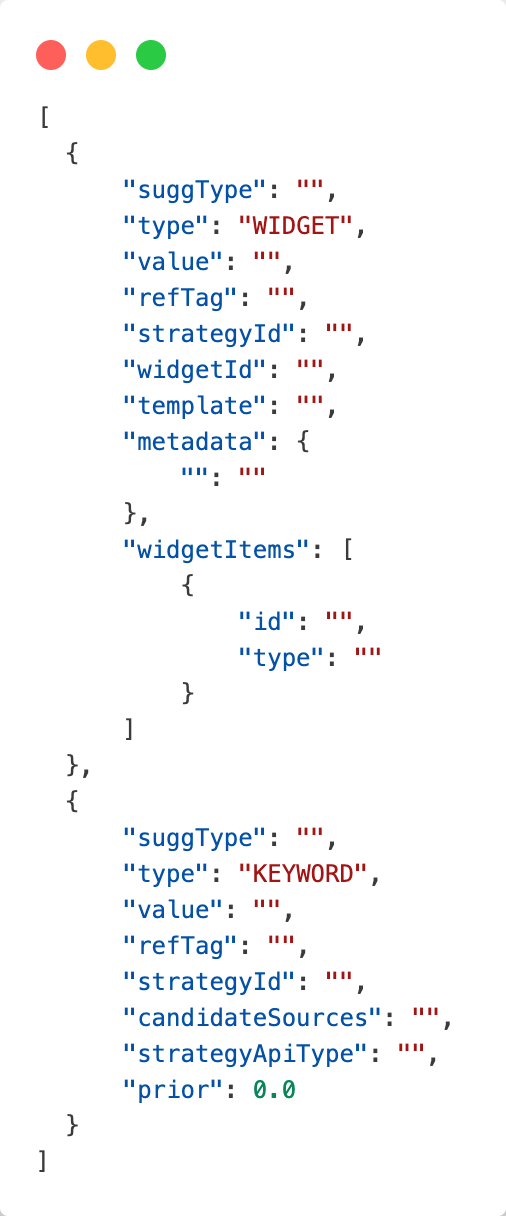 [
  {
      "suggType": "",
      "type": "WIDGET",
      "value": "",
      "refTag": "",
      "strategyId": "",
      "widgetId": "",
      "template": "",
      "metadata": {
          "": ""
      },
      "widgetItems": [
          {
              "id": "",
              "type": ""
          }
      ]
  },
  {
      "suggType": "",
      "type": "KEYWORD",
      "value": "",
      "refTag": "",
      "strategyId": "",
      "candidateSources": "",
      "strategyApiType": "",
      "prior": 0.0
  }
]